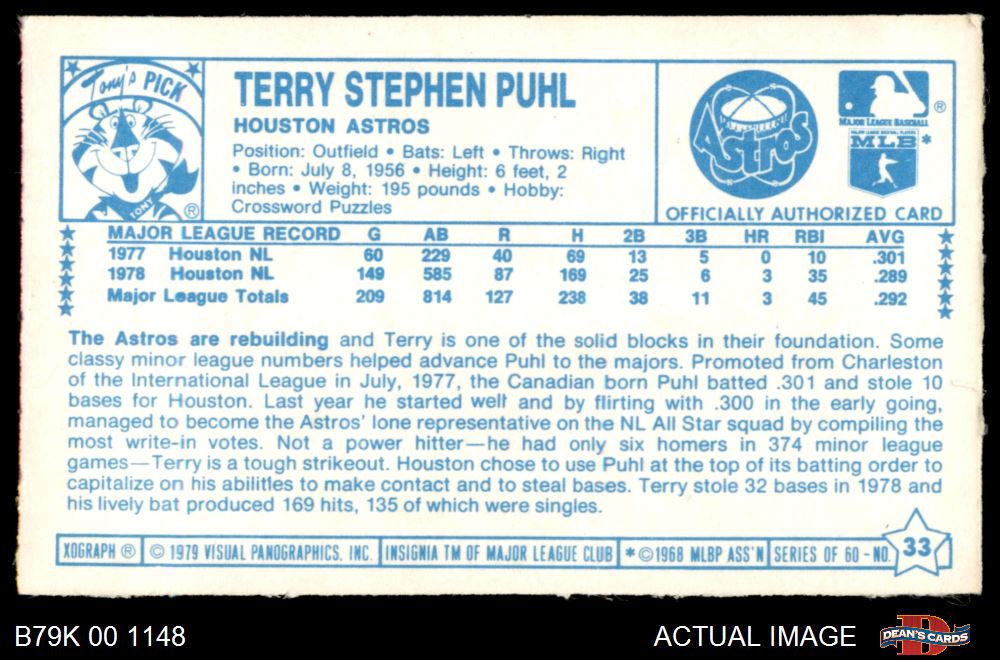 Tony's PICK
TONY ®
TERRY STEPHEN PUHL
HOUSTON ASTROS
Position: Outfield • Bats: Left • Throws: Right
• Born: July 8, 1956 • Height: 6 feet, 2
inches • Weight: 195 pounds • Hobby:
Crossword Puzzles
Astros
®
MAJOR LEAGUE BASEBALL
MAJOR LEAGUE BASEBALL PLAYERS
MLB *
OFFICIALLY AUTHORIZED CARD
MAJOR LEAGUE RECORD G AB R H 2B 3B HR RBI AVG
1977 Houston NL 60 229 40 69 13 5 0 10 .301
1978 Houston NL 149 585 87 169 25 6 3 35 .289
Major League Totals 209 814 127 238 38 11 3 45 .292
The Astros are rebuilding and Terry is one of the solid blocks in their foundation. Some
classy minor league numbers helped advance Puhl to the majors. Promoted from Charleston
of the International League in July, 1977, the Canadian born Puhl batted .301 and stole 10
bases for Houston. Last year he started well and by flirting with .300 in the early going,
managed to become the Astros' lone representative on the NL All Star squad by compiling the
most write-in votes. Not a power hitter—he had only six homers in 374 minor league
games—Terry is a tough strikeout. Houston chose to use Puhl at the top of its batting order to
capitalize on his abilities to make contact and to steal bases. Terry stole 32 bases in 1978 and
his lively bat produced 169 hits, 135 of which were singles.
XOGRAPH ® © 1979 VISUAL PANOGRAPHICS, INC. INSIGNIA TM OF MAJOR LEAGUE CLUB * ©1968 MLBP ASS'N SERIES OF 60 - NO. 33
B79K 00 1148 ACTUAL IMAGE DEAN'S CARDS